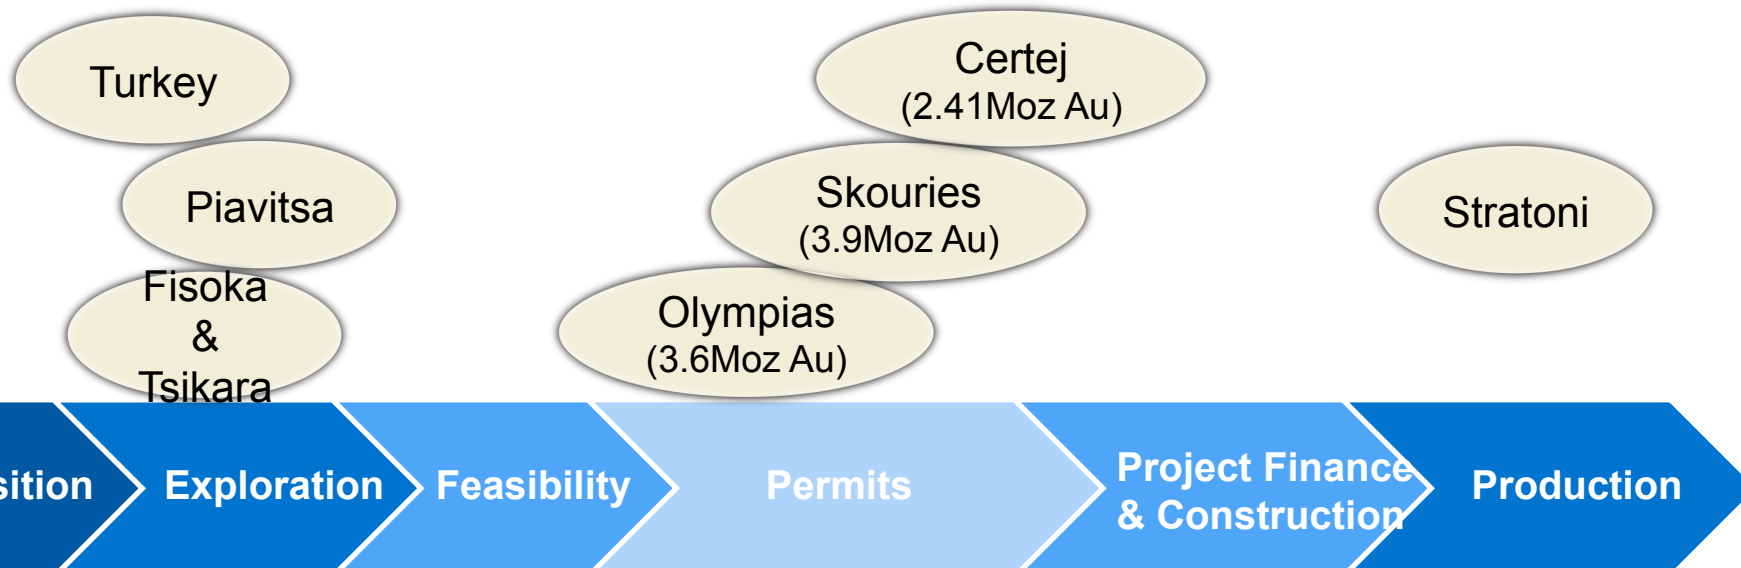 Turkey
Piavitsa
Fisoka
&
Tsikara
Certej
(2.41Moz Au)
Skouries
(3.9Moz Au)
Olympias
(3.6Moz Au)
Stratoni
sition
Exploration
Feasibility
Permits
Project Finance
& Construction
Production